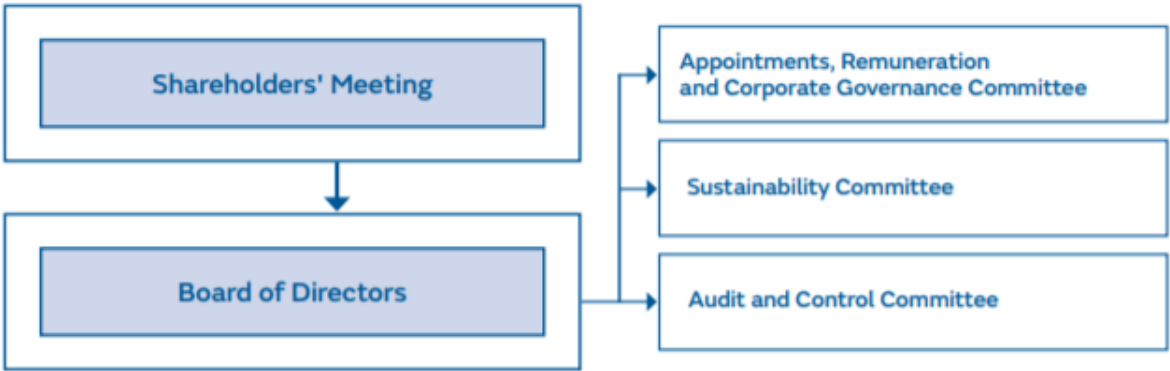 Shareholders' Meeting
Board of Directors
Appointments, Remuneration
and Corporate Governance Committee
Sustainability Committee
Audit and Control Committee